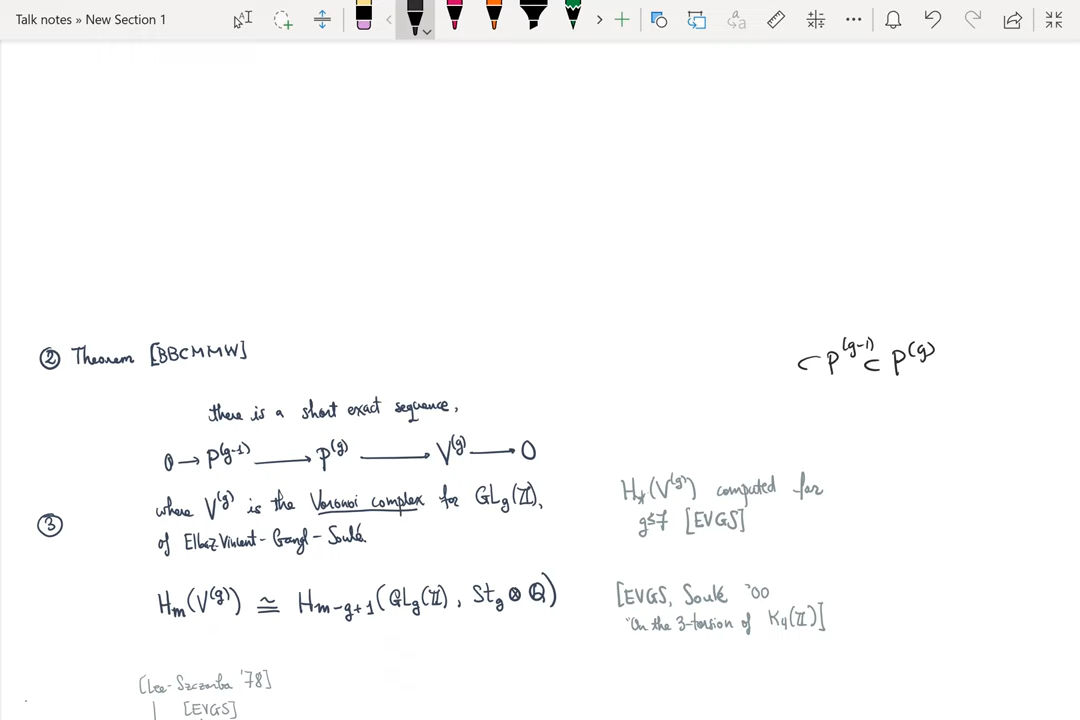 Talk notes » New Section 1
② Theorem [BBCMMW]
⊂ P^(g-1) ⊂ P^(g)
there is a short exact sequence,
0 → P^(g-1) → P^(g) → V^(g) → 0
where V^(g) is the Voronoi complex for GL_g(ℤ),
③ of Elbaz-Vincent - Gangl - Soulé.
H_*(V^(g)) computed for
g≤7 [EVGS]
H_m(V^(g)) ≅ H_{m-g+1}(GL_g(ℤ), St_g ⊗ ℚ)
[EVGS, Soulé '00
"On the 3-torsion of K_4(ℤ)]
[Lee-Szczarba '78]
[EVGS]